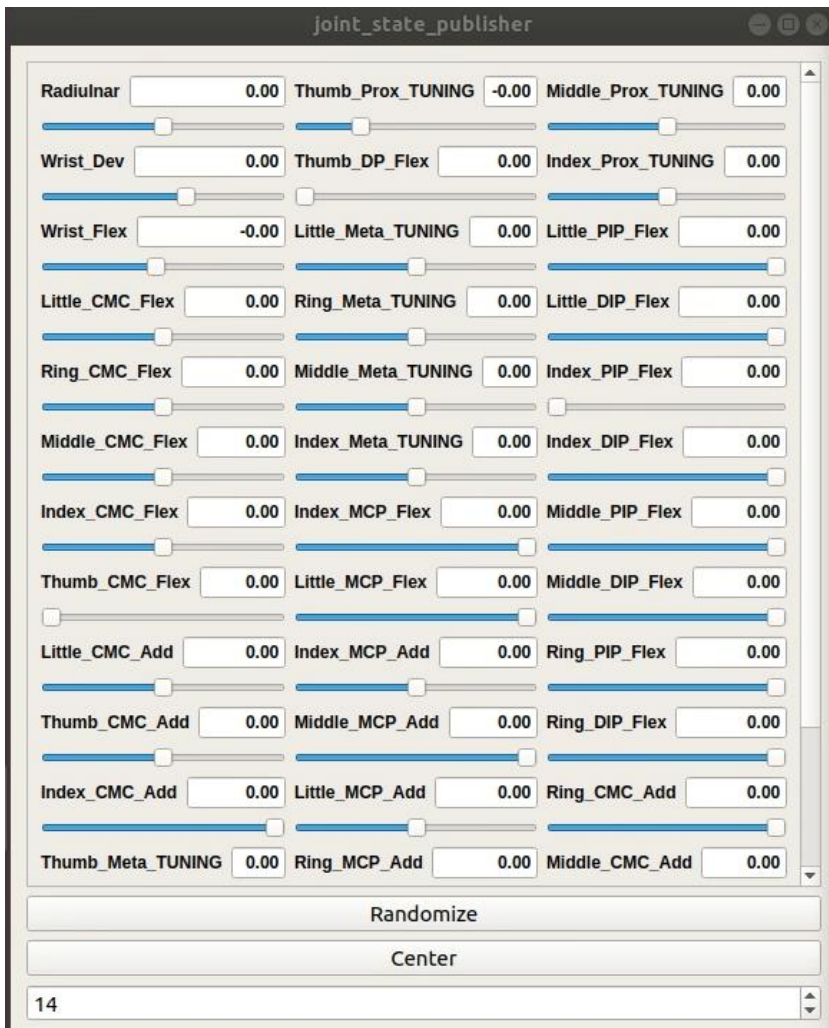 joint_state_publisher
Radiulnar 0.00 Thumb_Prox_TUNING -0.00 Middle_Prox_TUNING 0.00
Wrist_Dev 0.00 Thumb_DP_Flex 0.00 Index_Prox_TUNING 0.00
Wrist_Flex -0.00 Little_Meta_TUNING 0.00 Little_PIP_Flex 0.00
Little_CMC_Flex 0.00 Ring_Meta_TUNING 0.00 Little_DIP_Flex 0.00
Ring_CMC_Flex 0.00 Middle_Meta_TUNING 0.00 Index_PIP_Flex 0.00
Middle_CMC_Flex 0.00 Index_Meta_TUNING 0.00 Index_DIP_Flex 0.00
Index_CMC_Flex 0.00 Index_MCP_Flex 0.00 Middle_PIP_Flex 0.00
Thumb_CMC_Flex 0.00 Little_MCP_Flex 0.00 Middle_DIP_Flex 0.00
Little_CMC_Add 0.00 Index_MCP_Add 0.00 Ring_PIP_Flex 0.00
Thumb_CMC_Add 0.00 Middle_MCP_Add 0.00 Ring_DIP_Flex 0.00
Index_CMC_Add 0.00 Little_MCP_Add 0.00 Ring_CMC_Add 0.00
Thumb_Meta_TUNING 0.00 Ring_MCP_Add 0.00 Middle_CMC_Add 0.00
Randomize
Center
14